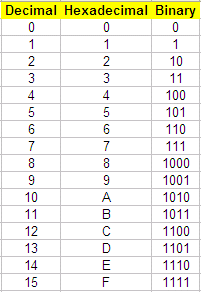 Decimal Hexadecimal Binary
0 0 0
1 1 1
2 2 10
3 3 11
4 4 100
5 5 101
6 6 110
7 7 111
8 8 1000
9 9 1001
10 A 1010
11 B 1011
12 C 1100
13 D 1101
14 E 1110
15 F 1111